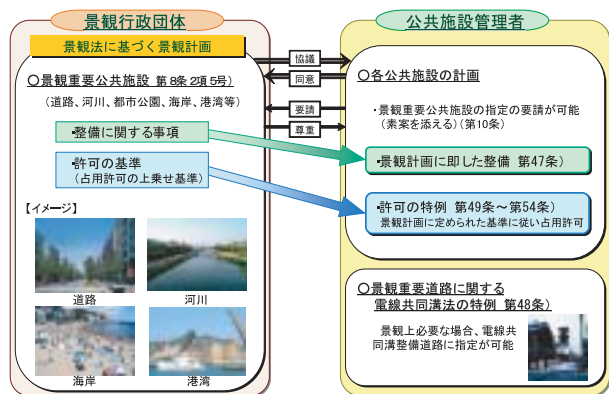 景観行政団体
景観法に基づく景観計画
〇景観重要公共施設 第8条2項5号)
(道路、河川、都市公園、海岸、港湾等)
・整備に関する事項
・許可の基準
(占用許可の上乗せ基準)
【イメージ】
道路
河川
海岸
港湾
協議
同意
要請
尊重
公共施設管理者
〇各公共施設の計画
・景観重要公共施設の指定の要請が可能
(素案を添える)(第10条)
・景観計画に即した整備 第47条)
・許可の特例 第49条~第54条)
景観計画に定められた基準に従い占用許可
〇景観重要道路に関する
電線共同溝法の特例 第48条)
景観上必要な場合、電線共
同溝整備道路に指定が可能